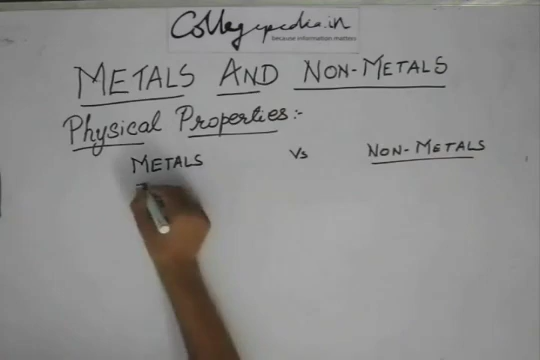 Collegepedia.in
because information matters
METALS AND NON-METALS
Physical Properties:-
METALS Vs NON-METALS